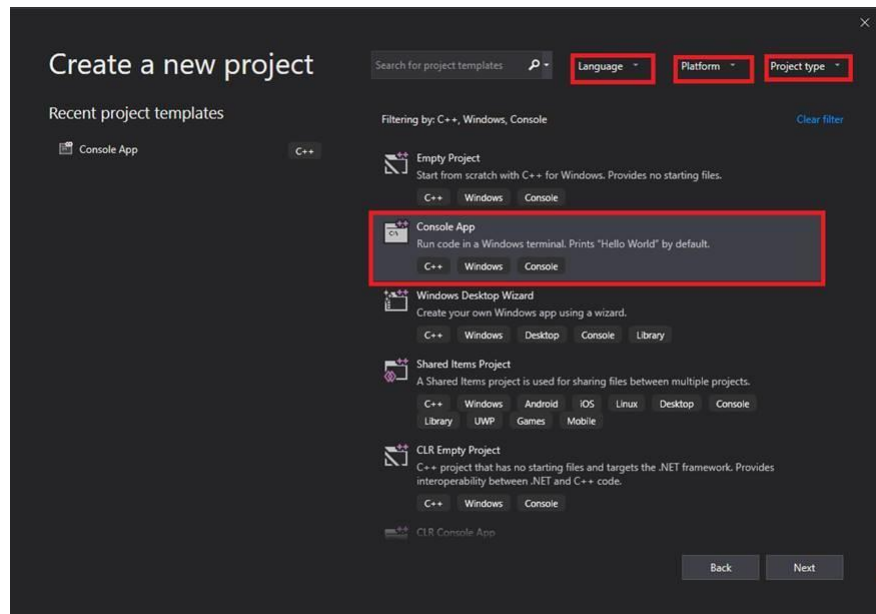 Create a new project
Search for project templates
Language
Platform
Project type
Recent project templates
Console App
C++
Filtering by: C++, Windows, Console
Clear filter
Empty Project
Start from scratch with C++ for Windows. Provides no starting files.
C++ Windows Console
Console App
Run code in a Windows terminal. Prints "Hello World" by default.
C++ Windows Console
Windows Desktop Wizard
Create your own Windows app using a wizard.
C++ Windows Desktop Console Library
Shared Items Project
A Shared Items project is used for sharing files between multiple projects.
C++ Windows Android iOS Linux Desktop Console
Library UWP Games Mobile
CLR Empty Project
C++ project that has no starting files and targets the .NET framework. Provides
interoperability between .NET and C++ code.
C++ Windows Console
CLR Console App
Back
Next